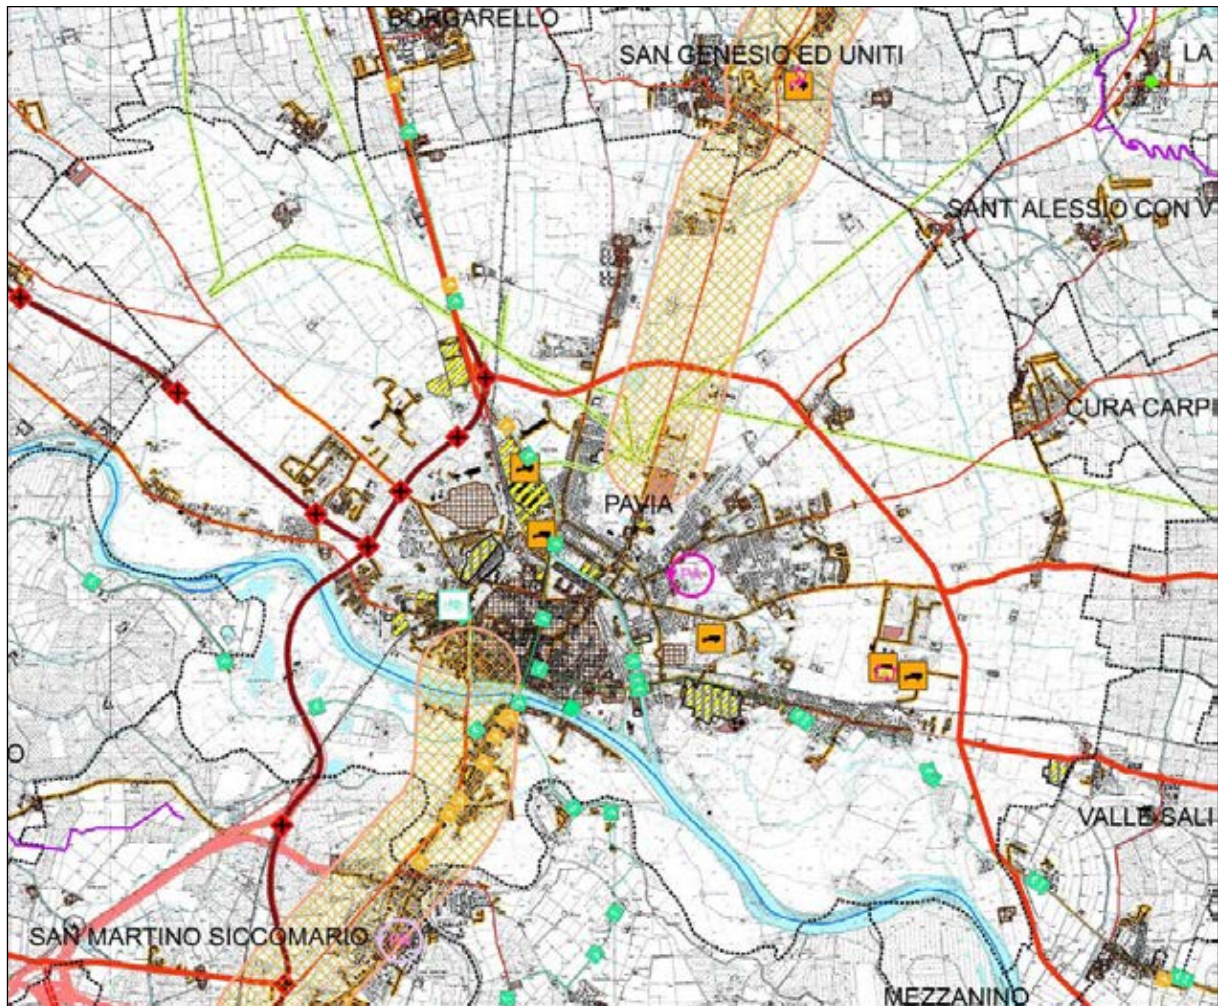 BORGARELLO
SAN GENESIO ED UNITI
LA
SANT ALESSIO CON V
CURA CARPI
PAVIA
O
VALLE SALI
SAN MARTINO SICCOMARIO
MEZZANINO